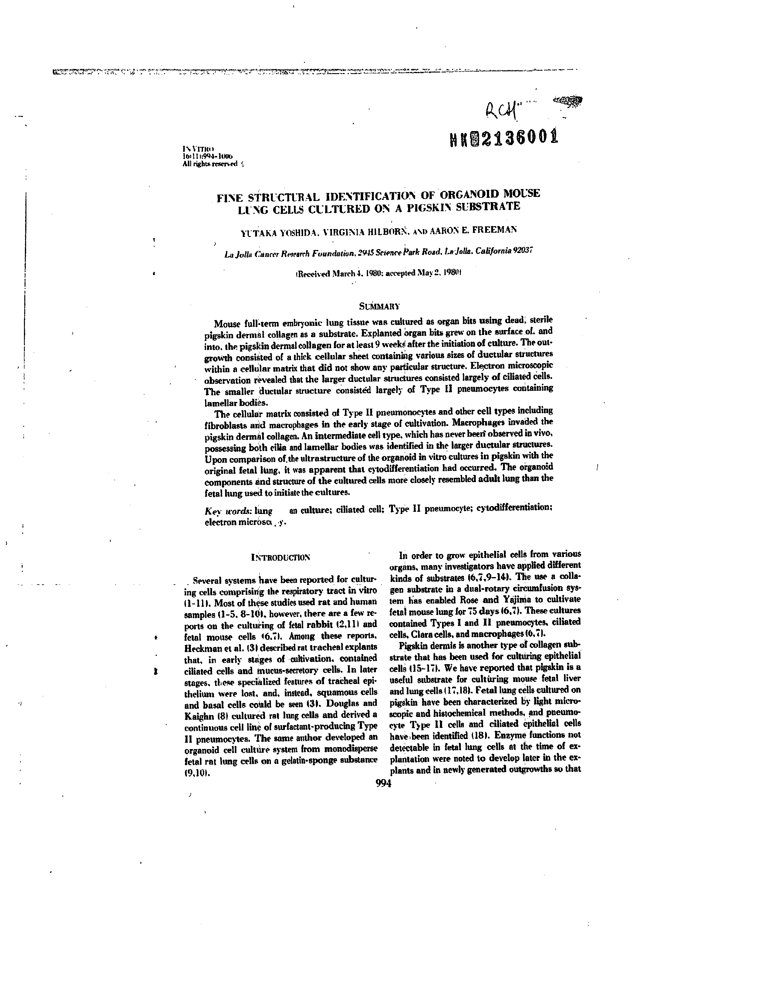 RCH
HK02136001
IN VITRO
16(11):994-1006
All rights reserved
FINE STRUCTURAL IDENTIFICATION OF ORGANOID MOUSE
LUNG CELLS CULTURED ON A PIGSKIN SUBSTRATE
YUTAKA YOSHIDA, VIRGINIA HILBORN, AND AARON E. FREEMAN
La Jolla Cancer Research Foundation, 2945 Science Park Road, La Jolla, California 92037
(Received March 4, 1980; accepted May 2, 1980)
SUMMARY
Mouse full-term embryonic lung tissue was cultured as organ bits using dead, sterile
pigskin dermal collagen as a substrate. Explanted organ bits grew on the surface of, and
into, the pigskin dermal collagen for at least 9 weeks after the initiation of culture. The out-
growth consisted of a thick cellular sheet containing various sizes of ductular structures
within a cellular matrix that did not show any particular structure. Electron microscopic
observation revealed that the larger ductular structures consisted largely of ciliated cells.
The smaller ductular structure consisted largely of Type II pneumocytes containing
lamellar bodies.
The cellular matrix consisted of Type II pneumonocytes and other cell types including
fibroblasts and macrophages in the early stage of cultivation. Macrophages invaded the
pigskin dermal collagen. An intermediate cell type, which has never been observed in vivo,
possessing both cilia and lamellar bodies was identified in the larger ductular structures.
Upon comparison of the ultrastructure of the organoid in vitro cultures in pigskin with the
original fetal lung, it was apparent that cytodifferentiation had occurred. The organoid
components and structure of the cultured cells more closely resembled adult lung than the
fetal lung used to initiate the cultures.
Key words: lung an culture; ciliated cell; Type II pneumocyte; cytodifferentiation;
electron microsc y.
INTRODUCTION
Several systems have been reported for cultur-
ing cells comprising the respiratory tract in vitro
(1-11). Most of these studies used rat and human
samples (1-5, 8-10), however, there are a few re-
ports on the culturing of fetal rabbit (2,11) and
fetal mouse cells (6,7). Among these reports,
Heckman et al. (3) described rat tracheal explants
that, in early stages of cultivation, contained
ciliated cells and mucus-secretory cells. In later
stages, these specialized features of tracheal epi-
thelium were lost, and, instead, squamous cells
and basal cells could be seen (3). Douglas and
Kaighn (8) cultured rat lung cells and derived a
continuous cell line of surfactant-producing Type
II pneumocytes. The same author developed an
organoid cell culture system from monodisperse
fetal rat lung cells on a gelatin-sponge substance
(9,10).
In order to grow epithelial cells from various
organs, many investigators have applied different
kinds of substrates (6,7,9-14). The use a colla-
gen substrate in a dual-rotary circumfusion sys-
tem has enabled Rose and Yajima to cultivate
fetal mouse lung for 75 days (6,7). These cultures
contained Types I and II pneumocytes, ciliated
cells, Clara cells, and macrophages (6,7).
Pigskin dermis is another type of collagen sub-
strate that has been used for culturing epithelial
cells (15-17). We have reported that pigskin is a
useful substrate for culturing mouse fetal liver
and lung cells (17,18). Fetal lung cells cultured on
pigskin have been characterized by light micro-
scopic and histochemical methods, and pneumo-
cyte Type II cells and ciliated epithelial cells
have been identified (18). Enzyme functions not
detectable in fetal lung cells at the time of ex-
plantation were noted to develop later in the ex-
plants and in newly generated outgrowths so that
994